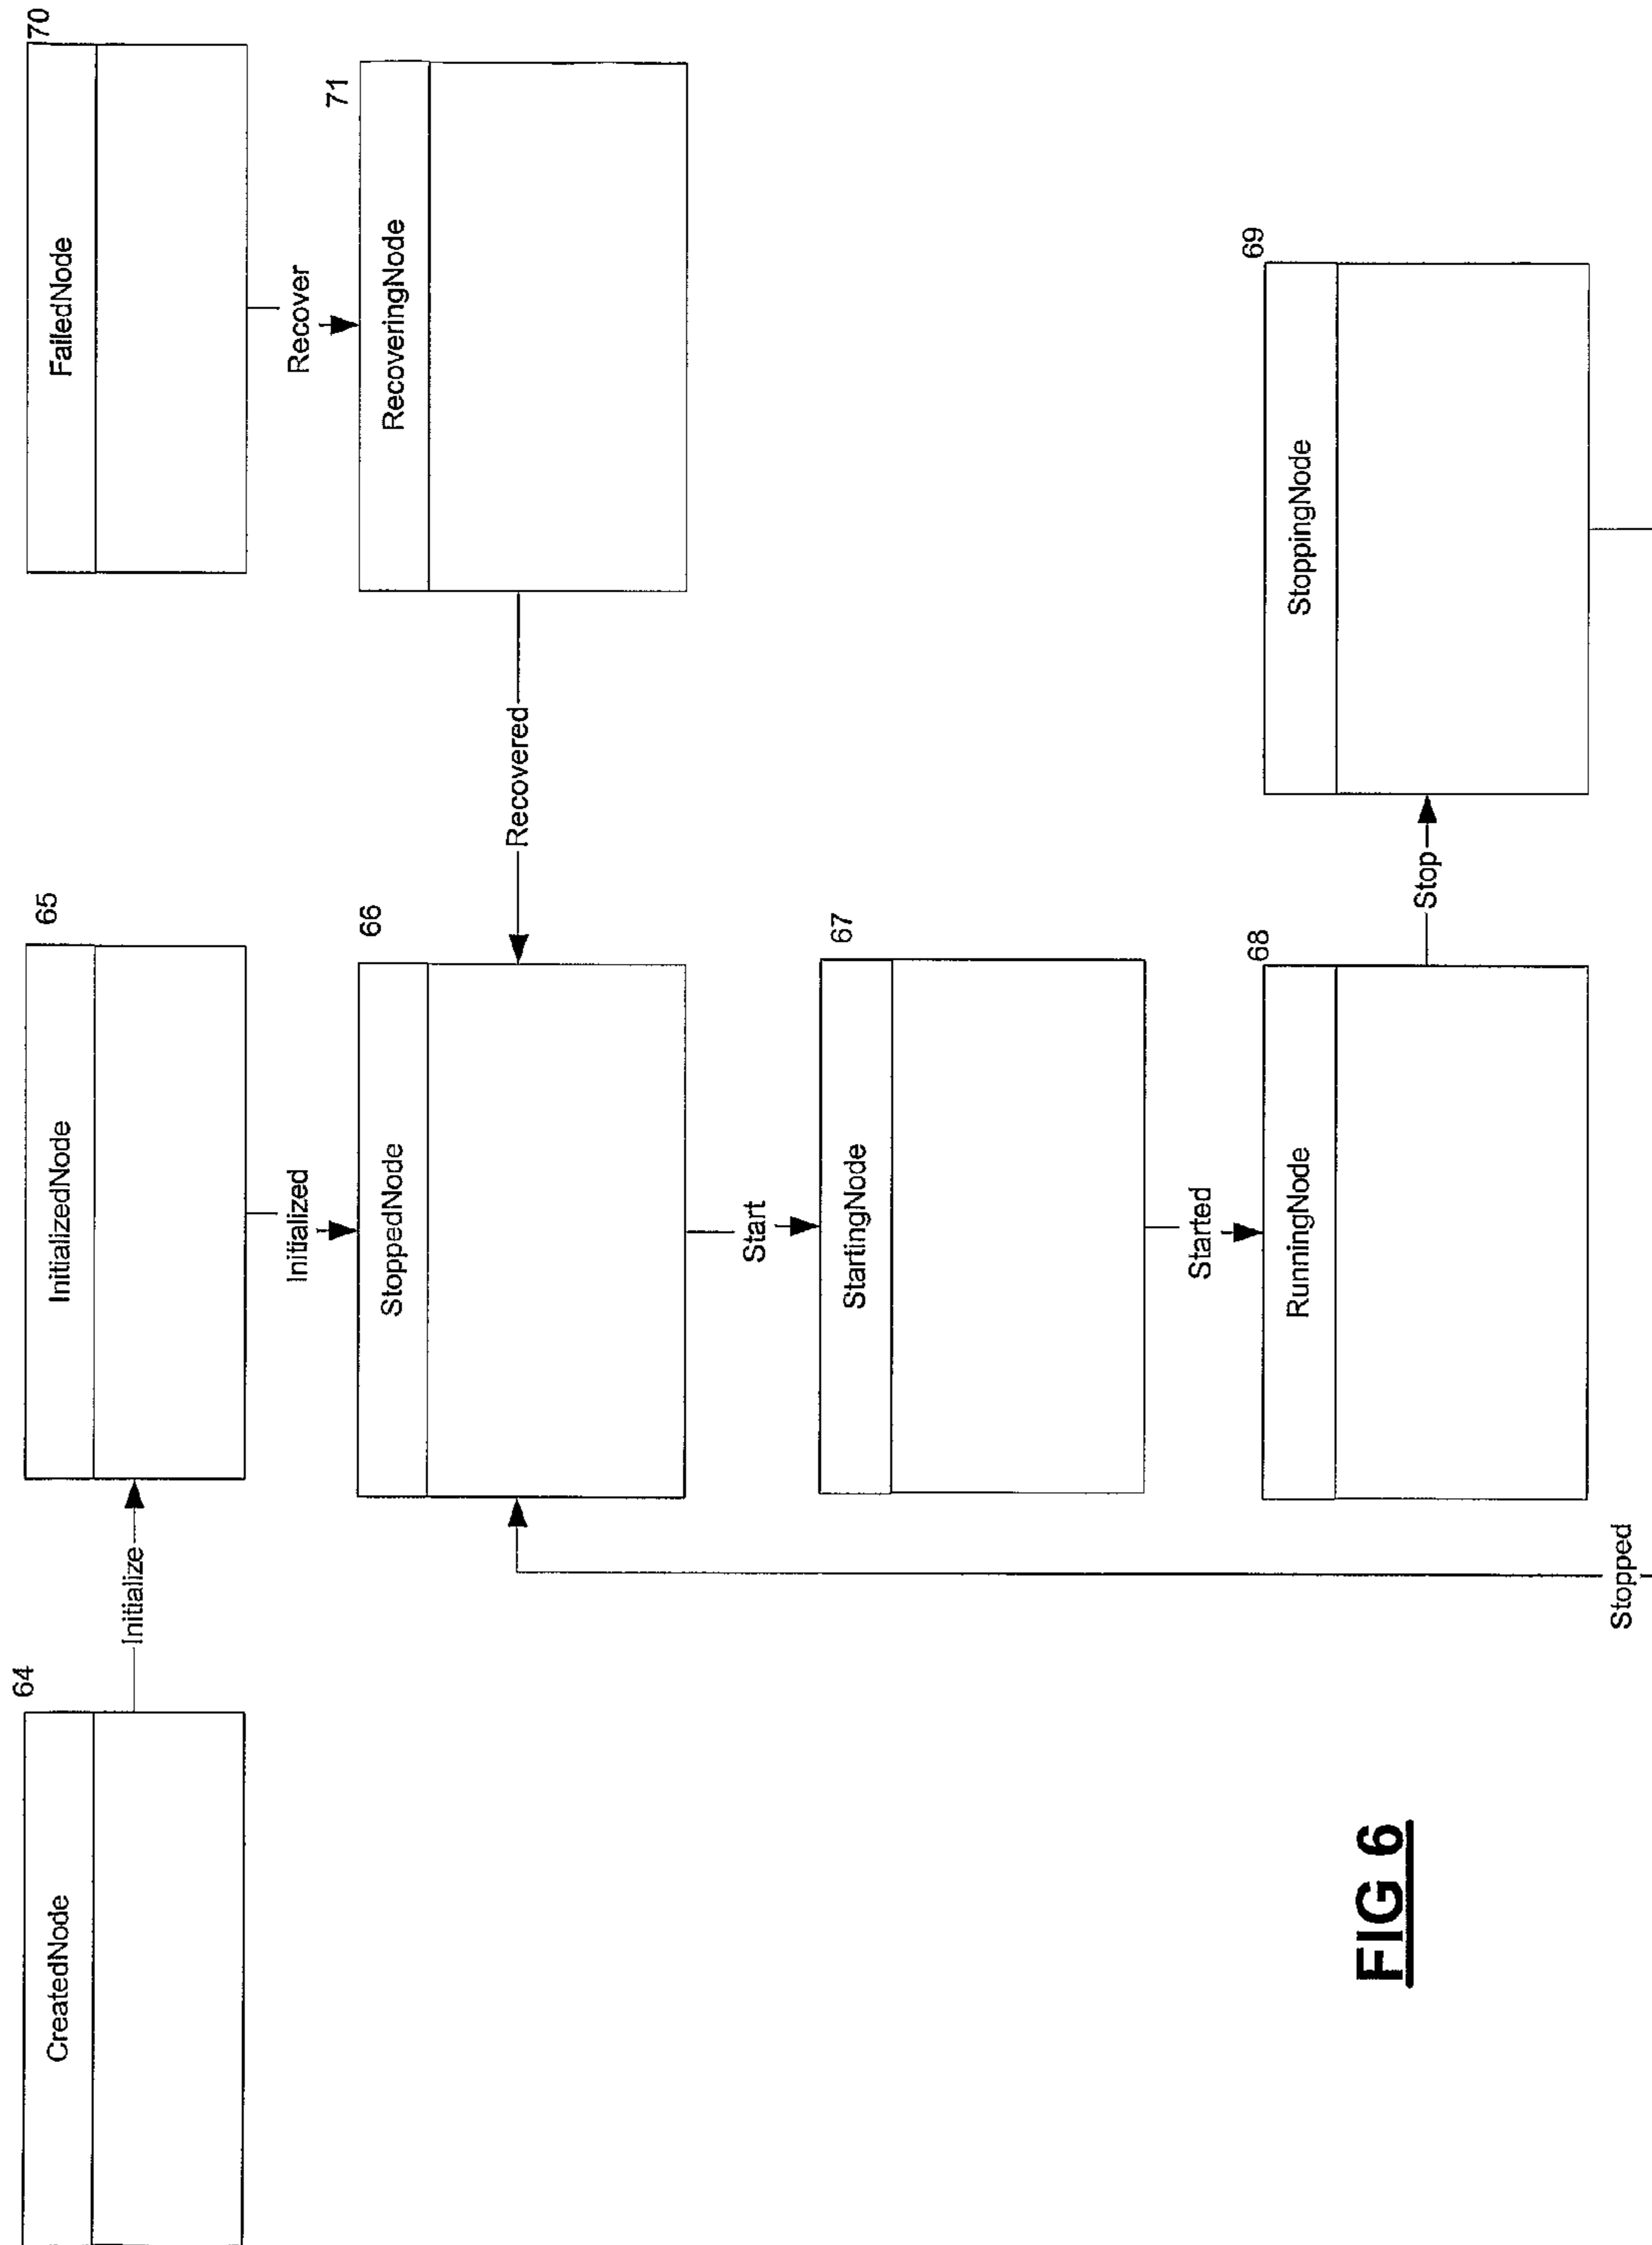 64
CreatedNode
Initialize
65
InitializedNode
70
FailedNode
Initialized
Recover
66
StoppedNode
Recovered
71
RecoveringNode
Start
67
StartingNode
Started
68
RunningNode
Stop
69
StoppingNode
Stopped
FIG 6